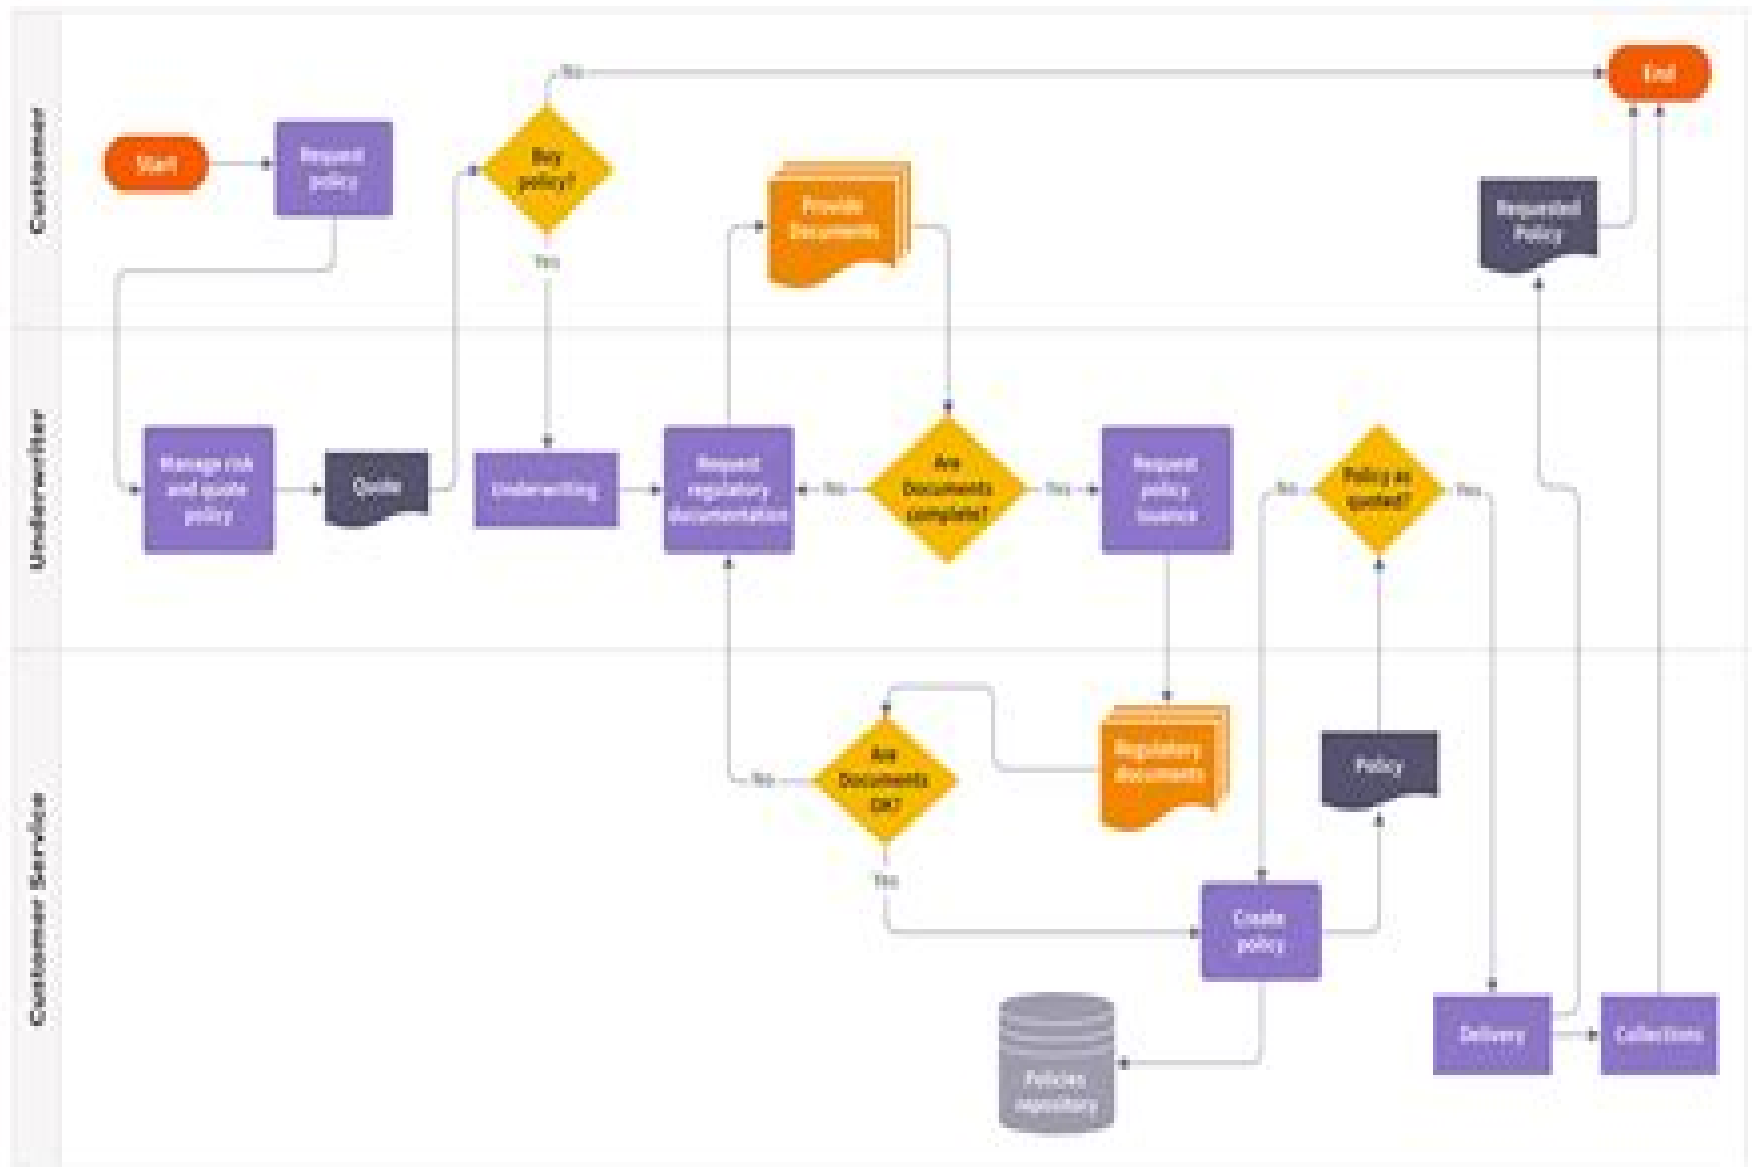 Customer
Start
Request
policy
Buy
policy?
No
Yes
Provide
Documents
Requested
Policy
End
Underwriter
Manage risk
and quote
policy
Quote
Underwriting
Request
regulatory
documentation
No
Are
Documents
complete?
Yes
Request
policy
issuance
No
Policy as
quoted?
Yes
Customer Service
No
Are
Documents
OK?
Yes
Regulatory
documents
Policy
Create
policy
Policies
repository
Delivery
Collections